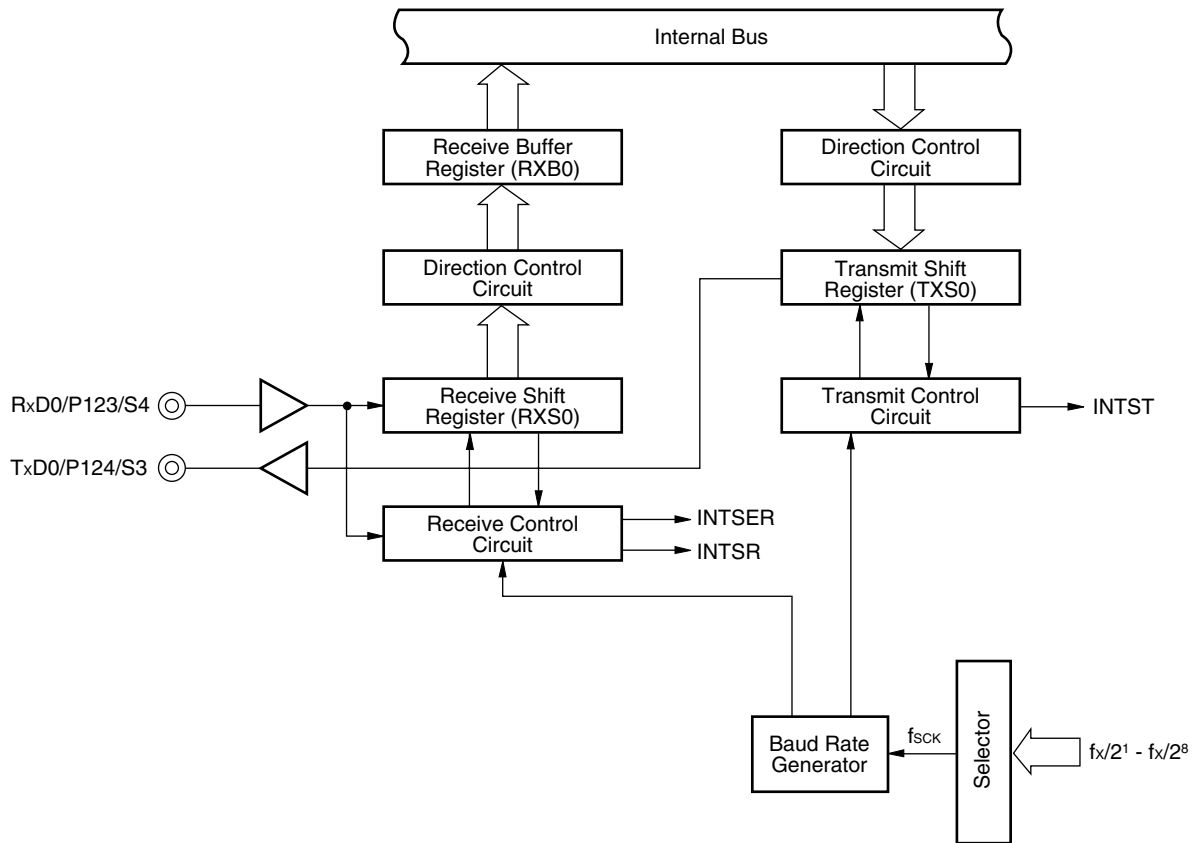 Internal Bus
Receive Buffer
Register (RXB0)
Direction Control
Circuit
Direction Control
Circuit
Transmit Shift
Register (TXS0)
RxD0/P123/S4
Receive Shift
Register (RXS0)
Transmit Control
Circuit
INTST
TxD0/P124/S3
Receive Control
Circuit
INTSER
INTSR
Baud Rate
Generator
fSCK
Selector
fX/2¹ - fX/2⁸